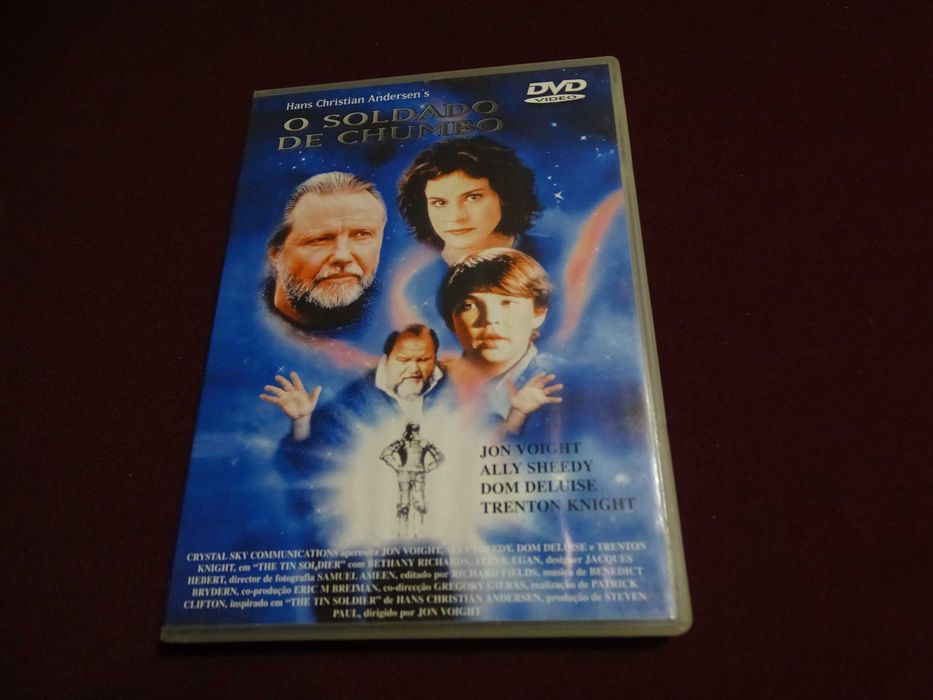 Hans Christian Andersen's
O SOLDADO
DE CHUMBO
DVD
VIDEO
JON VOIGHT
ALLY SHEEDY
DOM DELUISE
TRENTON KNIGHT
CRYSTAL SKY COMMUNICATIONS apresenta JON VOIGHT, ALLY SHEEDY, DOM DELUISE e TRENTON
KNIGHT, em "THE TIN SOLDIER" com BETHANY RICHARDS, EGAN, designer JACQUES
HEBERT, director de fotografia SAMUEL AMEEN, editado por RICHARD FIELDS, musica de BENEDICT
BRYDERN, co-produção ERIC M BREIMAN, co-direcção GREGORY GIERAS, realização de PATRICK
CLIFTON, inspirado em "THE TIN SOLDIER" de HANS CHRISTIAN ANDERSEN, produção de STEVEN
PAUL, dirigido por JON VOIGHT